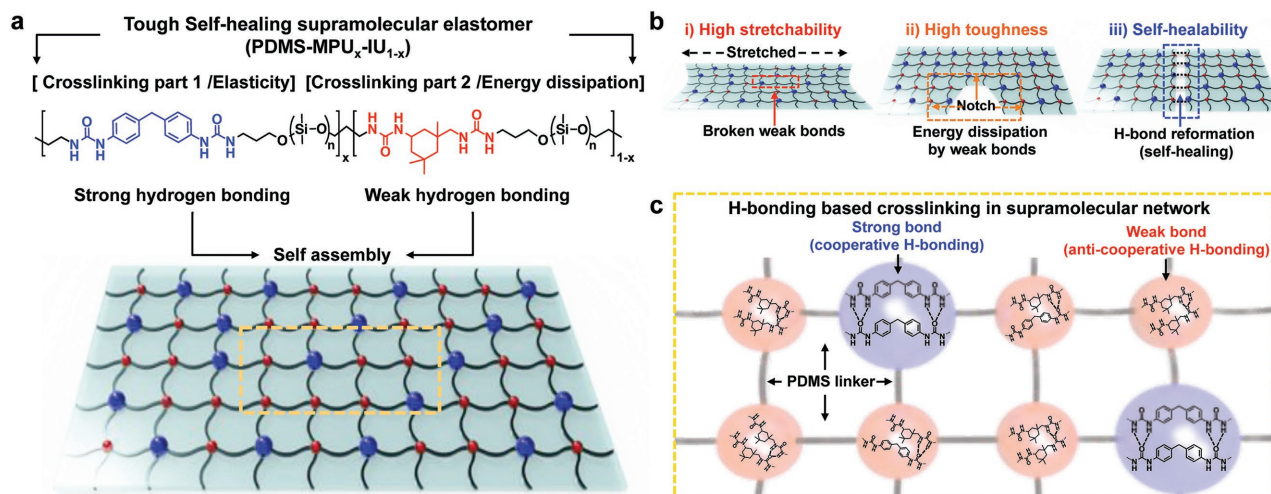 a
Tough Self-healing supramolecular elastomer
(PDMS-MPUx-IU1-x)
[ Crosslinking part 1 /Elasticity] [Crosslinking part 2 /Energy dissipation]
Strong hydrogen bonding
Weak hydrogen bonding
Self assembly
b
i) High stretchability
Stretched
Broken weak bonds
ii) High toughness
Notch
Energy dissipation
by weak bonds
iii) Self-healability
H-bond reformation
(self-healing)
c
H-bonding based crosslinking in supramolecular network
Strong bond
(cooperative H-bonding)
Weak bond
(anti-cooperative H-bonding)
PDMS linker